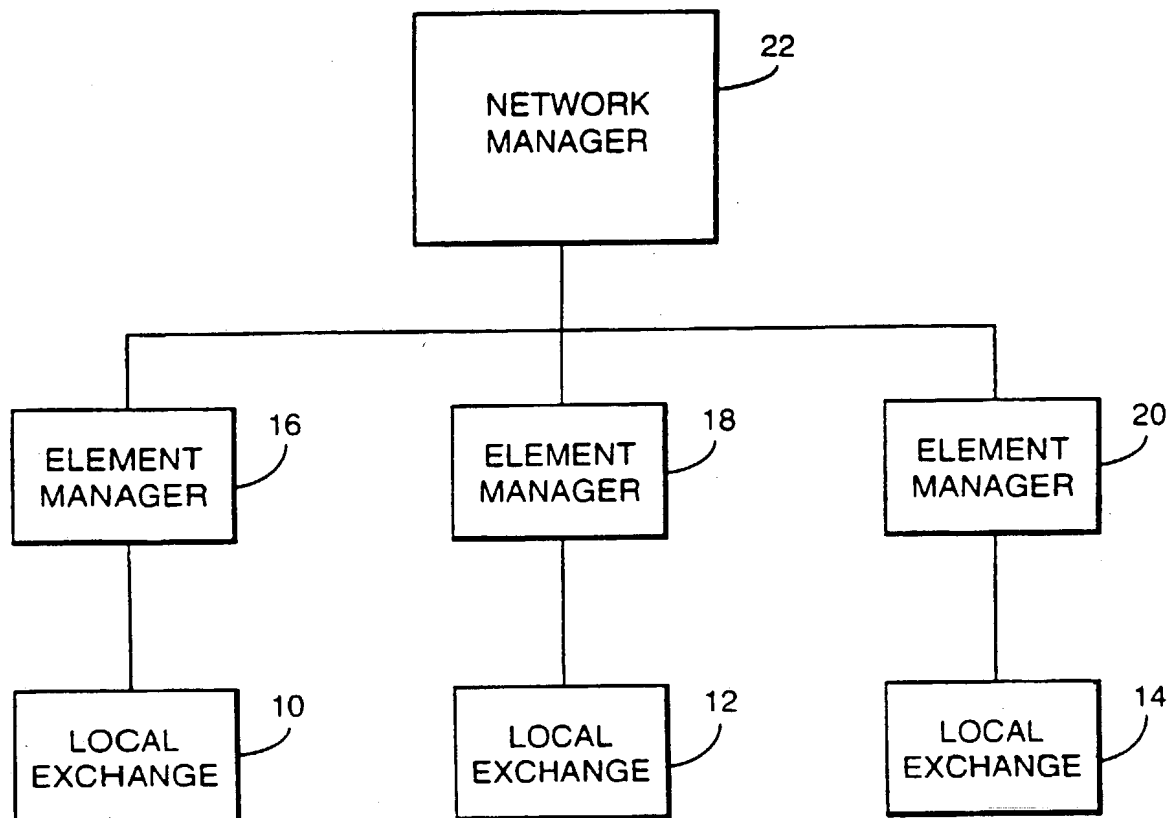 22
NETWORK
MANAGER
16
ELEMENT
MANAGER
18
ELEMENT
MANAGER
20
ELEMENT
MANAGER
10
LOCAL
EXCHANGE
12
LOCAL
EXCHANGE
14
LOCAL
EXCHANGE